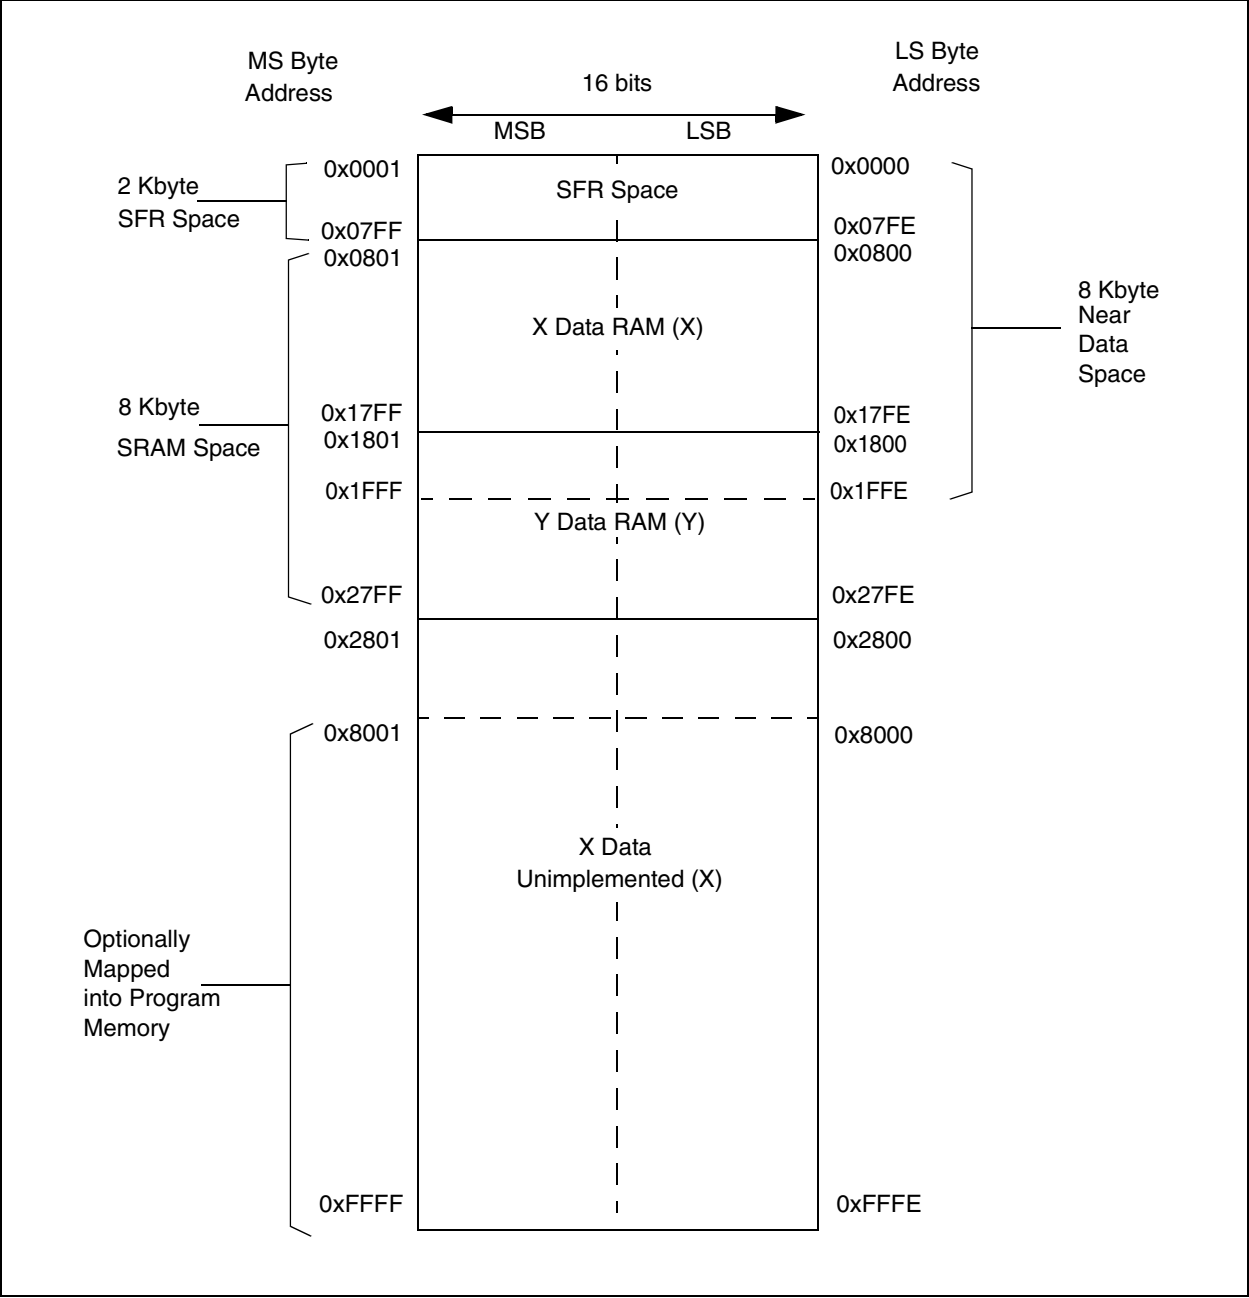 MS Byte
Address
LS Byte
Address
16 bits
MSB
LSB
0x0001
0x0000
2 Kbyte
SFR Space
SFR Space
0x07FF
0x07FE
0x0801
0x0800
8 Kbyte
Near
Data
Space
X Data RAM (X)
8 Kbyte
SRAM Space
0x17FF
0x17FE
0x1801
0x1800
0x1FFF
0x1FFE
Y Data RAM (Y)
0x27FF
0x27FE
0x2801
0x2800
0x8001
0x8000
X Data
Unimplemented (X)
Optionally
Mapped
into Program
Memory
0xFFFF
0xFFFE